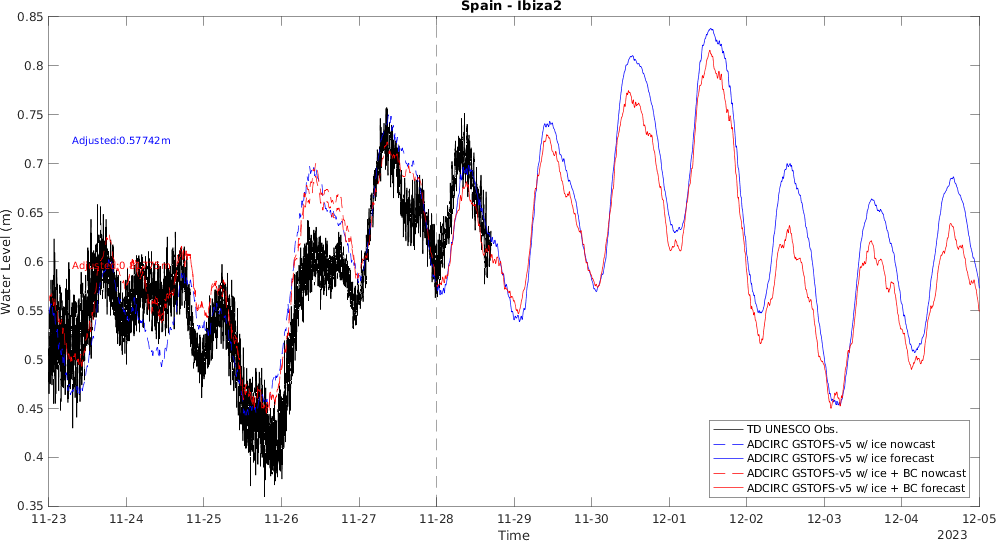 Spain - Ibiza2
0.85
0.8
0.75
0.7
0.65
0.6
0.55
0.5
0.45
0.4
0.35
Water Level (m)
Adjusted:0.57742m
TD UNESCO Obs.
ADCIRC GSTOFS-v5 w/ ice nowcast
ADCIRC GSTOFS-v5 w/ ice forecast
ADCIRC GSTOFS-v5 w/ ice + BC nowcast
ADCIRC GSTOFS-v5 w/ ice + BC forecast
11-23 11-24 11-25 11-26 11-27 11-28 11-29 11-30 12-01 12-02 12-03 12-04 12-05
Time
2023